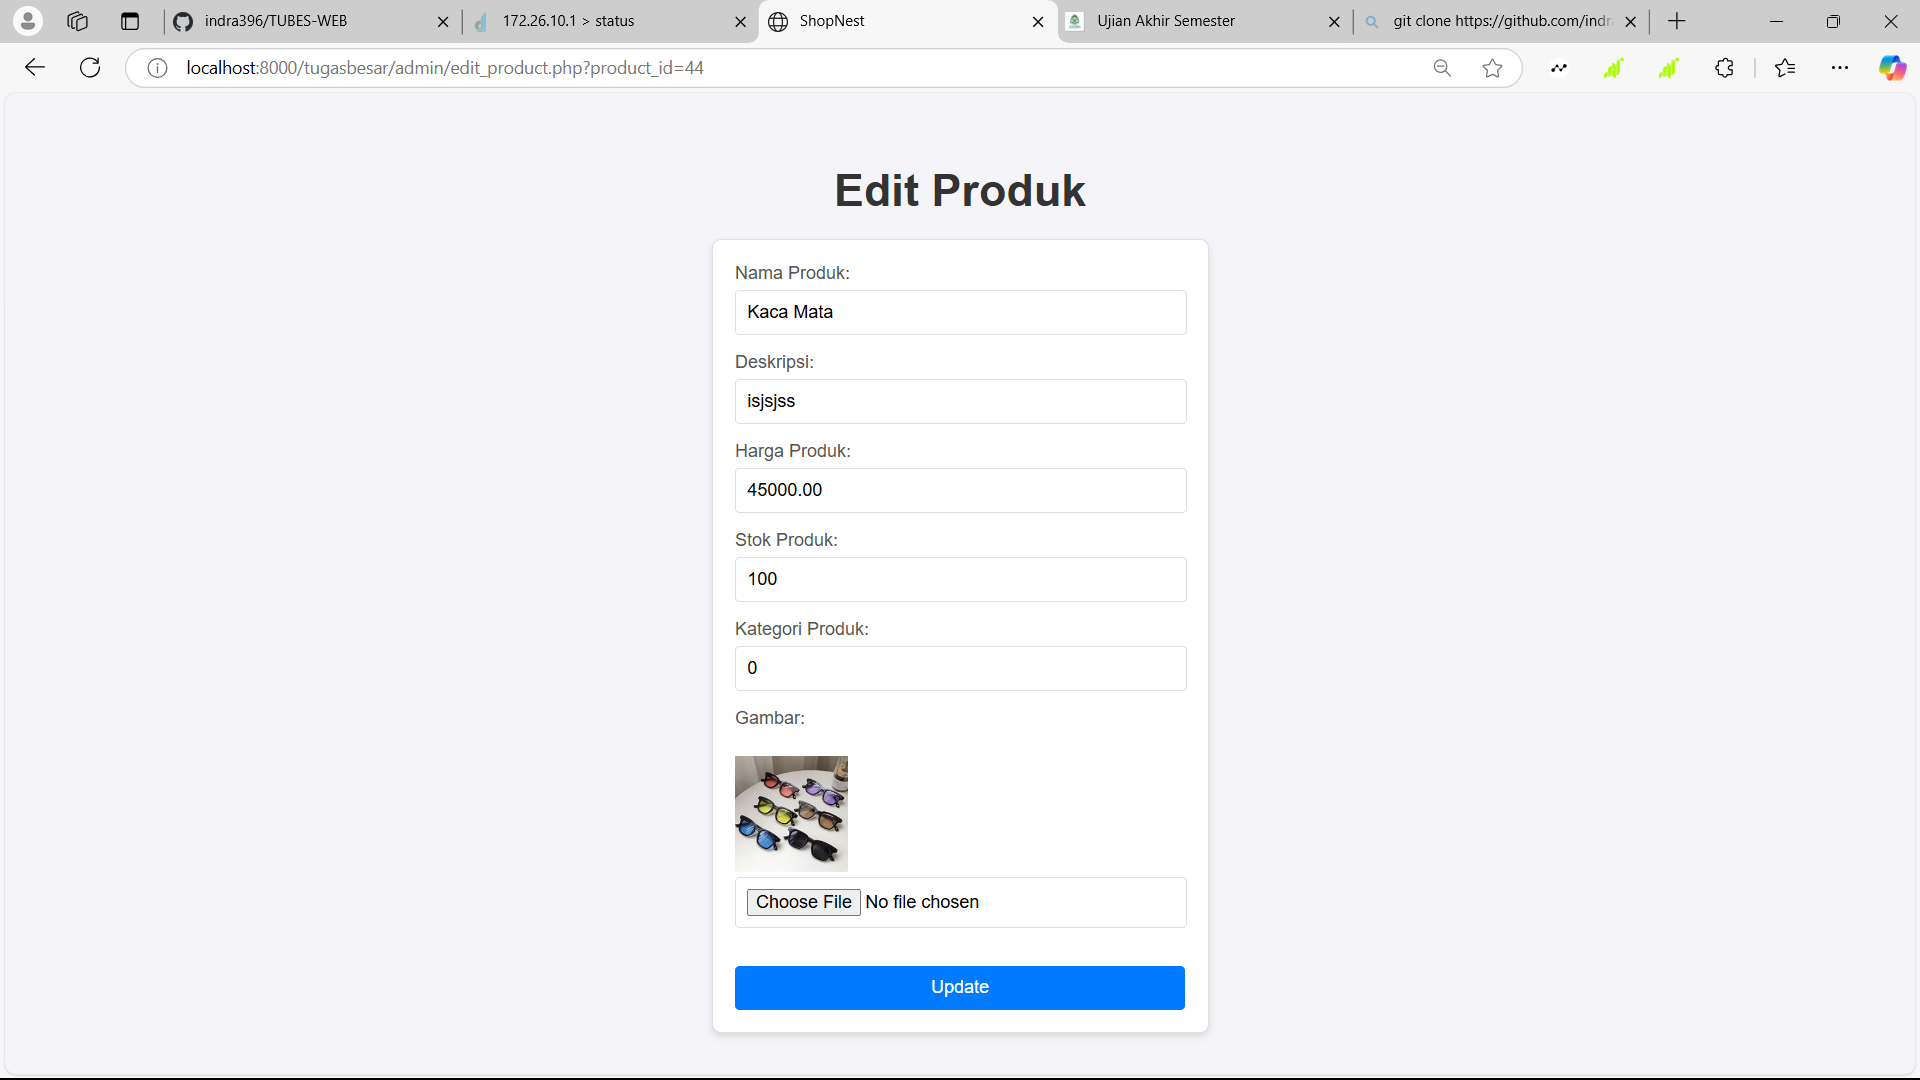 indra396/TUBES-WEB
172.26.10.1 > status
ShopNest
Ujian Akhir Semester
git clone https://github.com/indr
localhost:8000/tugasbesar/admin/edit_product.php?product_id=44
Edit Produk
Nama Produk:
Kaca Mata
Deskripsi:
isjsjss
Harga Produk:
45000.00
Stok Produk:
100
Kategori Produk:
0
Gambar:
Choose File No file chosen
Update